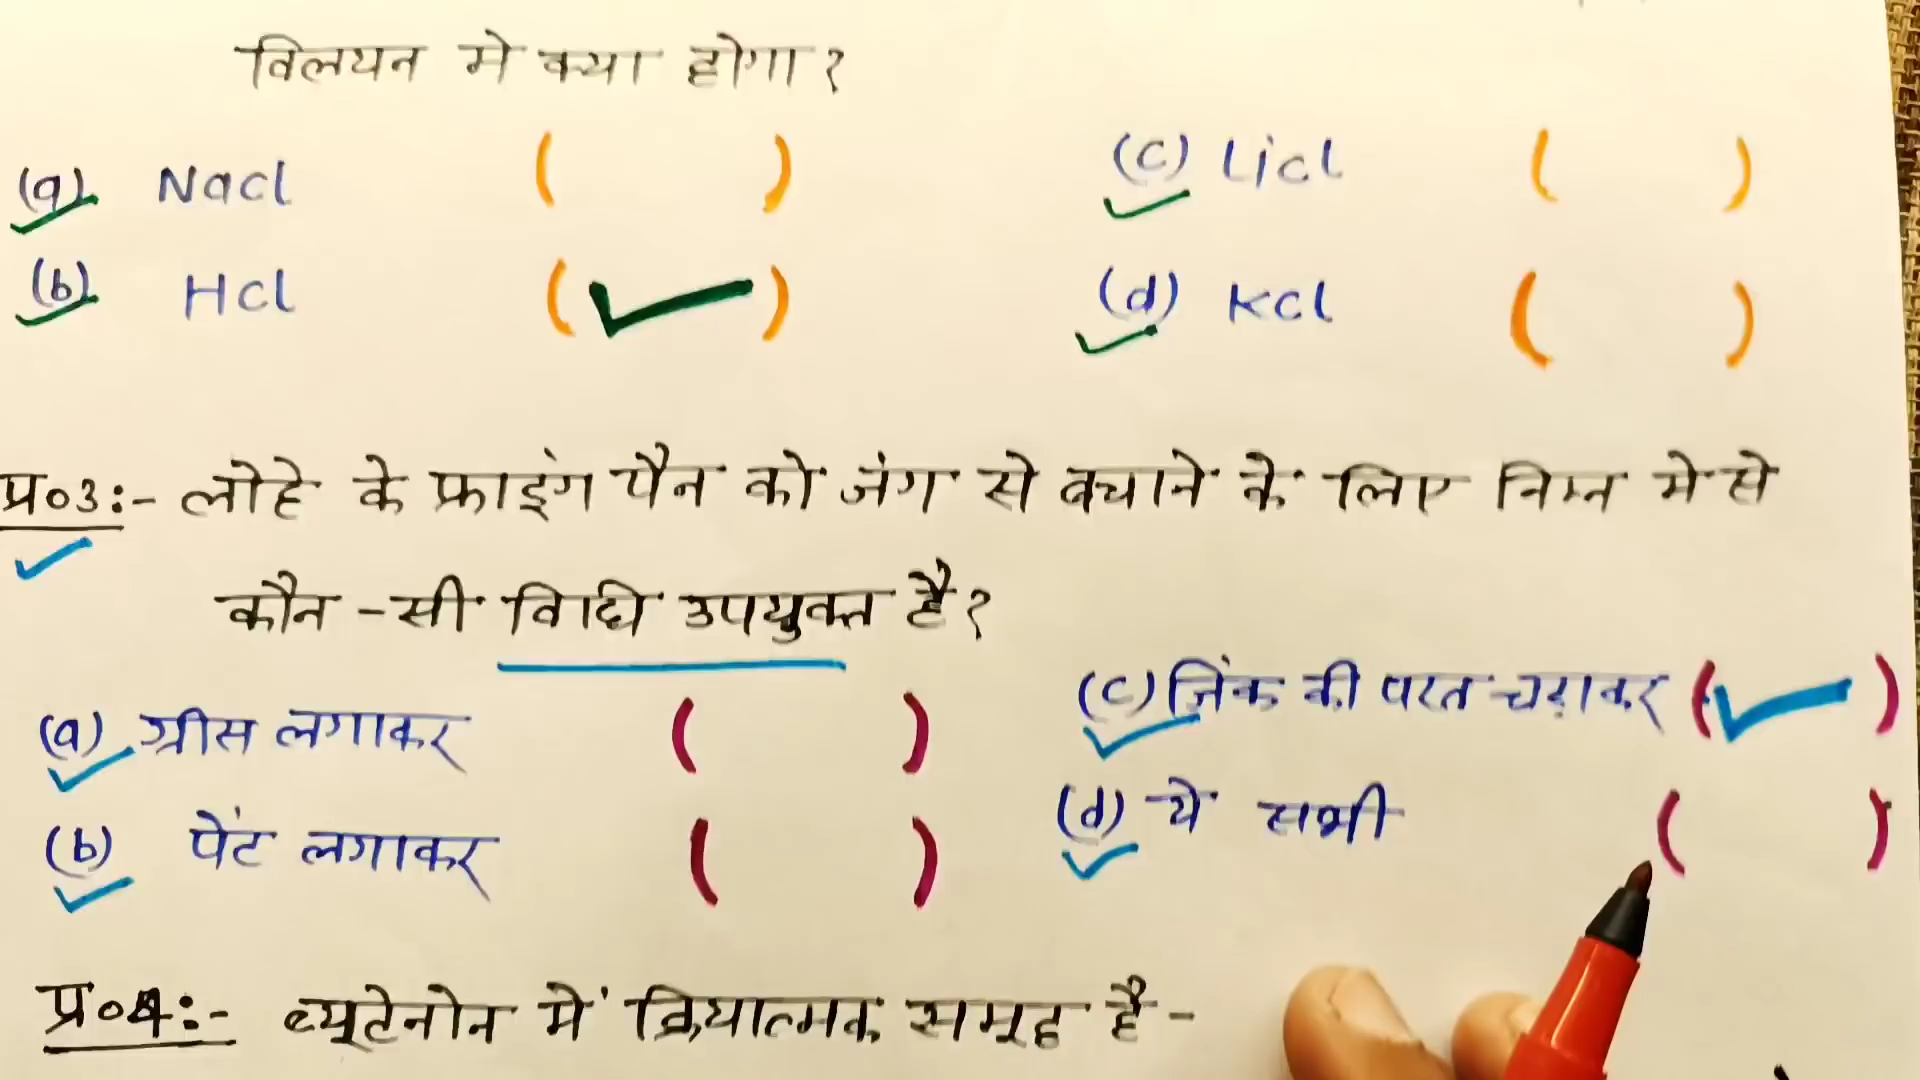 विलयन मे क्या होगा?
(a) Nacl ( ) (c) Licl ( )
(b) Hcl (✓) (d) Kcl ( )
प्र०3:- लोहे के फ्राइंग पैन को जंग से बचाने के लिए निम्न मे से
कौन-सी विधि उपयुक्त है?
(a) ग्रीस लगाकर ( ) (c) जिंक की परत चढ़ाकर (✓)
(b) पेंट लगाकर ( ) (d) ये सभी ( )
प्र०4:- ब्यूटेनोन में क्रियात्मक समूह है-